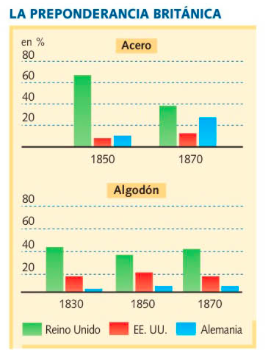 LA PREPONDERANCIA BRITÁNICA
en %
Acero
80
60
40
20
1850 1870
Algodón
80
60
40
20
1830 1850 1870
Reino Unido EE. UU. Alemania